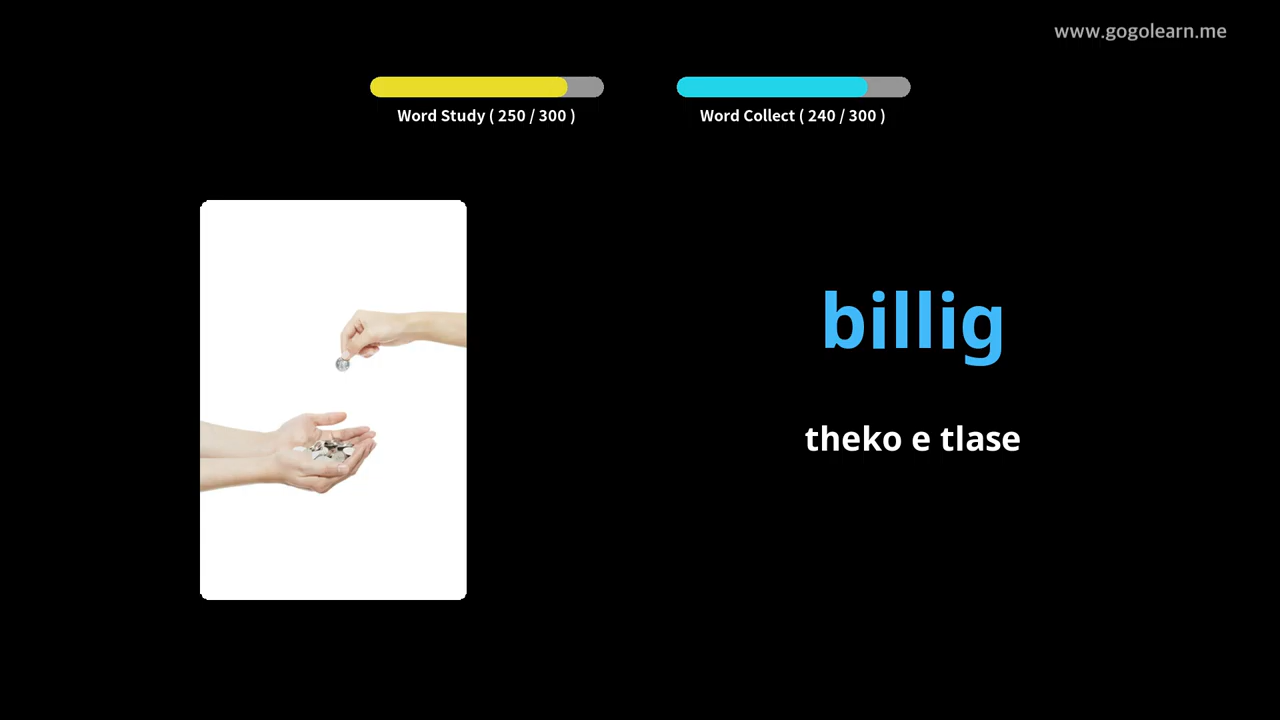 www.gogolearn.me
Word Study ( 250 / 300 )
Word Collect ( 240 / 300 )
billig
theko e tlase